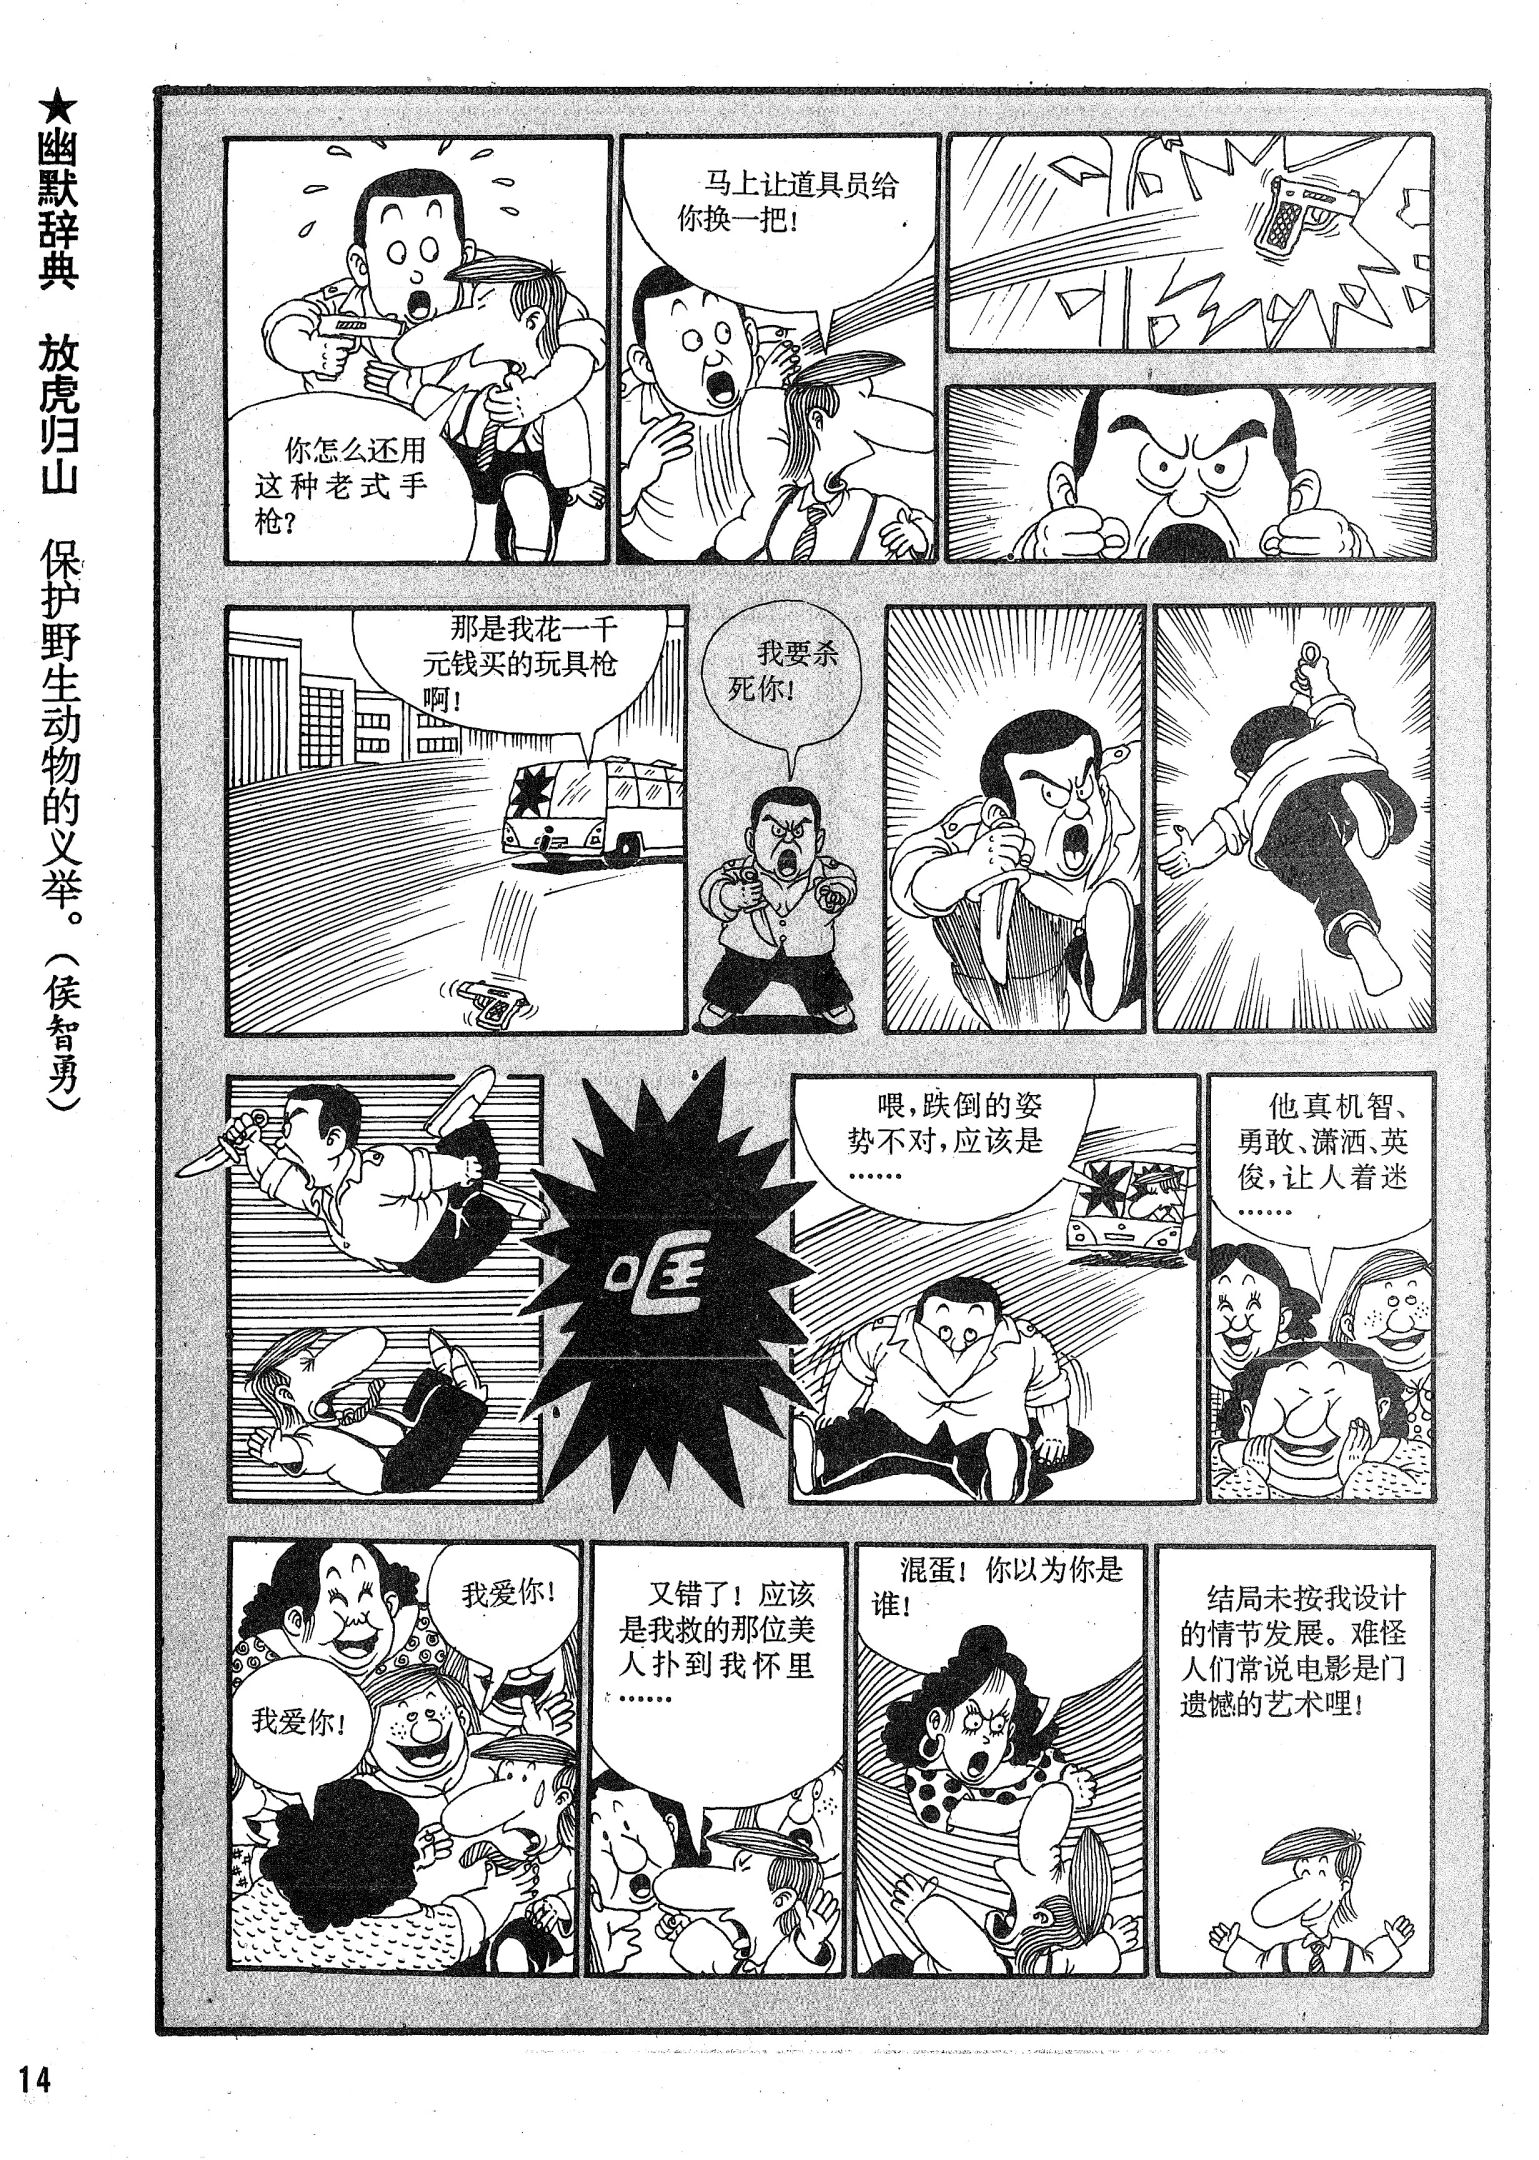 ★幽默辞典　放虎归山　保护野生动物的义举。（侯智勇）
你怎么还用
这种老式手
枪？
马上让道具员给
你换一把！
那是我花一千
元钱买的玩具枪
啊！
我要杀
死你！
喂，跌倒的姿
势不对，应该是
……
他真机智、
勇敢、潇洒、英
俊，让人着迷
……
我爱你！
我爱你！
又错了！应该
是我救的那位美
人扑到我怀里
……
混蛋！你以为你是
谁！
结局未按我设计
的情节发展。难怪
人们常说电影是门
遗憾的艺术哩！
14